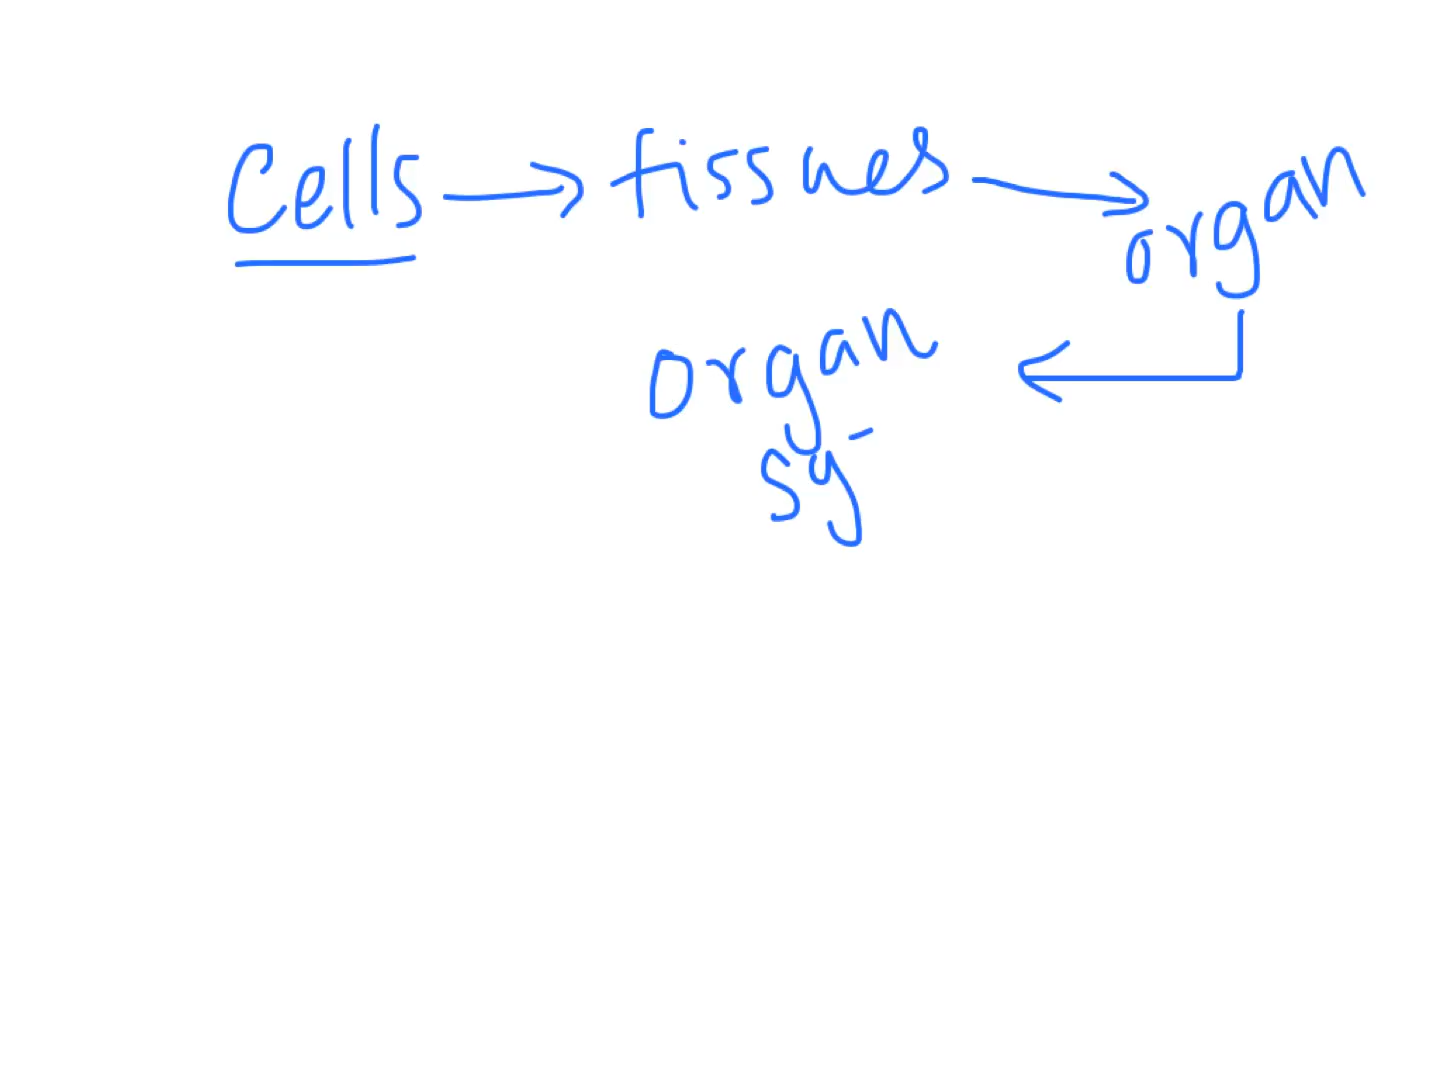 Cells → tissues → organ
organ
sy-